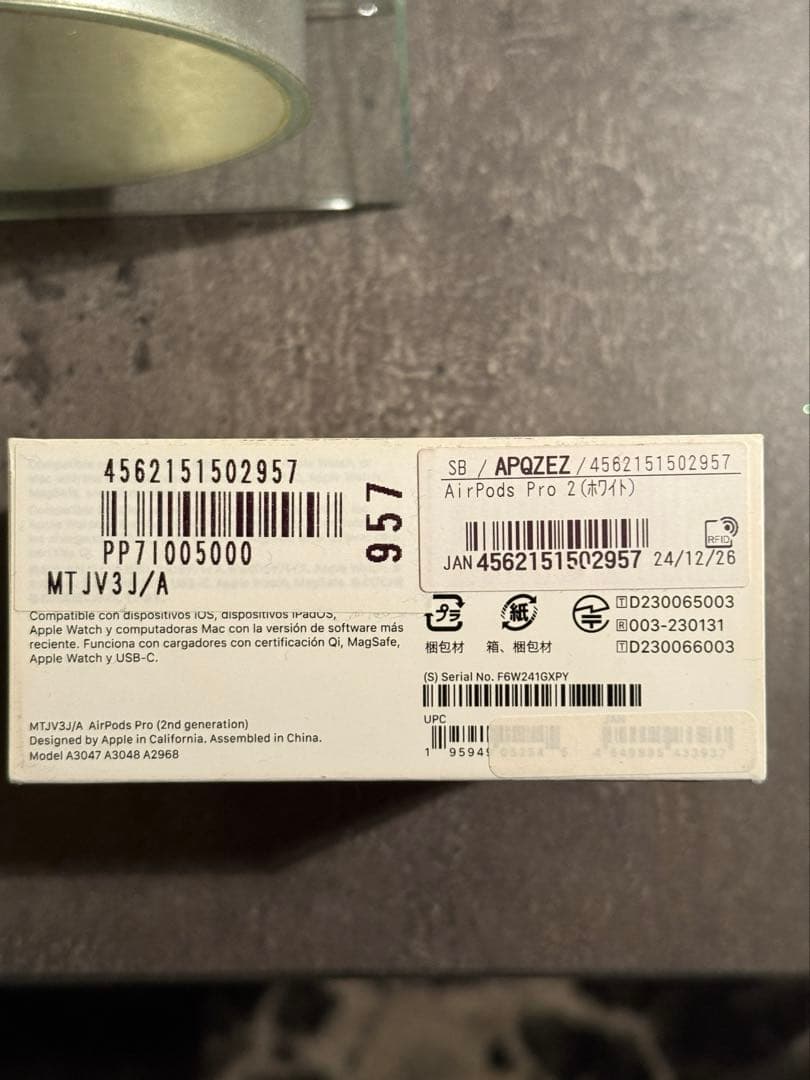 4562151502957
PP7I005000
MTJV3J/A
957
SB / APQZEZ / 4562151502957
AirPods Pro 2(ホワイト)
RFID
JAN 4562151502957 24/12/26
Compatible con dispositivos iOS, dispositivos iPadOS,
Apple Watch y computadoras Mac con la versión de software más
reciente. Funciona con cargadores con certificación Qi, MagSafe,
Apple Watch y USB-C.
プラ
紙
梱包材
箱、梱包材
T D230065003
R 003-230131
T D230066003
(S) Serial No. F6W241GXPY
UPC
JAN
1 95949
MTJV3J/A AirPods Pro (2nd generation)
Designed by Apple in California. Assembled in China.
Model A3047 A3048 A2968